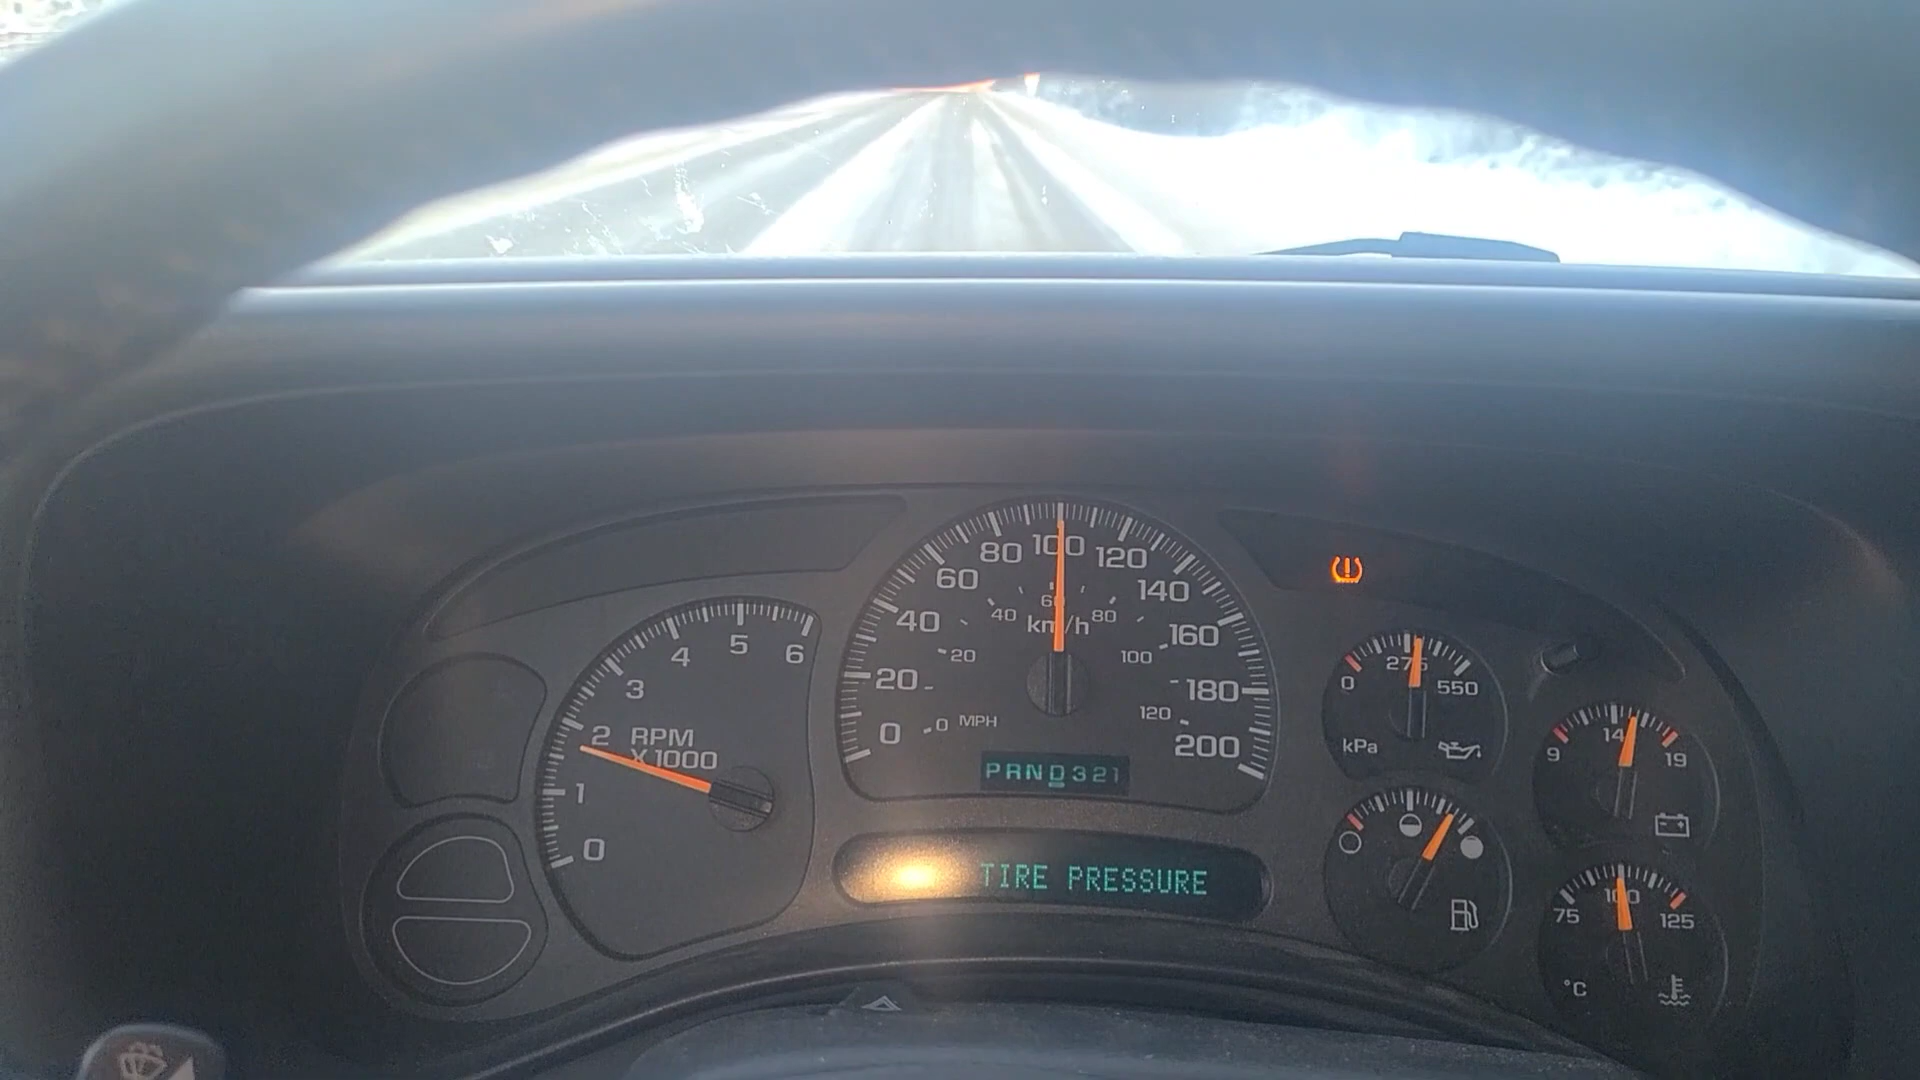 0 1 2 3 4 5 6
RPM
X1000
0 20 40 60 80 100 120 140 160 180 200
0 20 40 60 80 100 120
km/h
MPH
PRND321
TIRE PRESSURE
0 275 550
kPa
9 14 19
75 100 125
°C